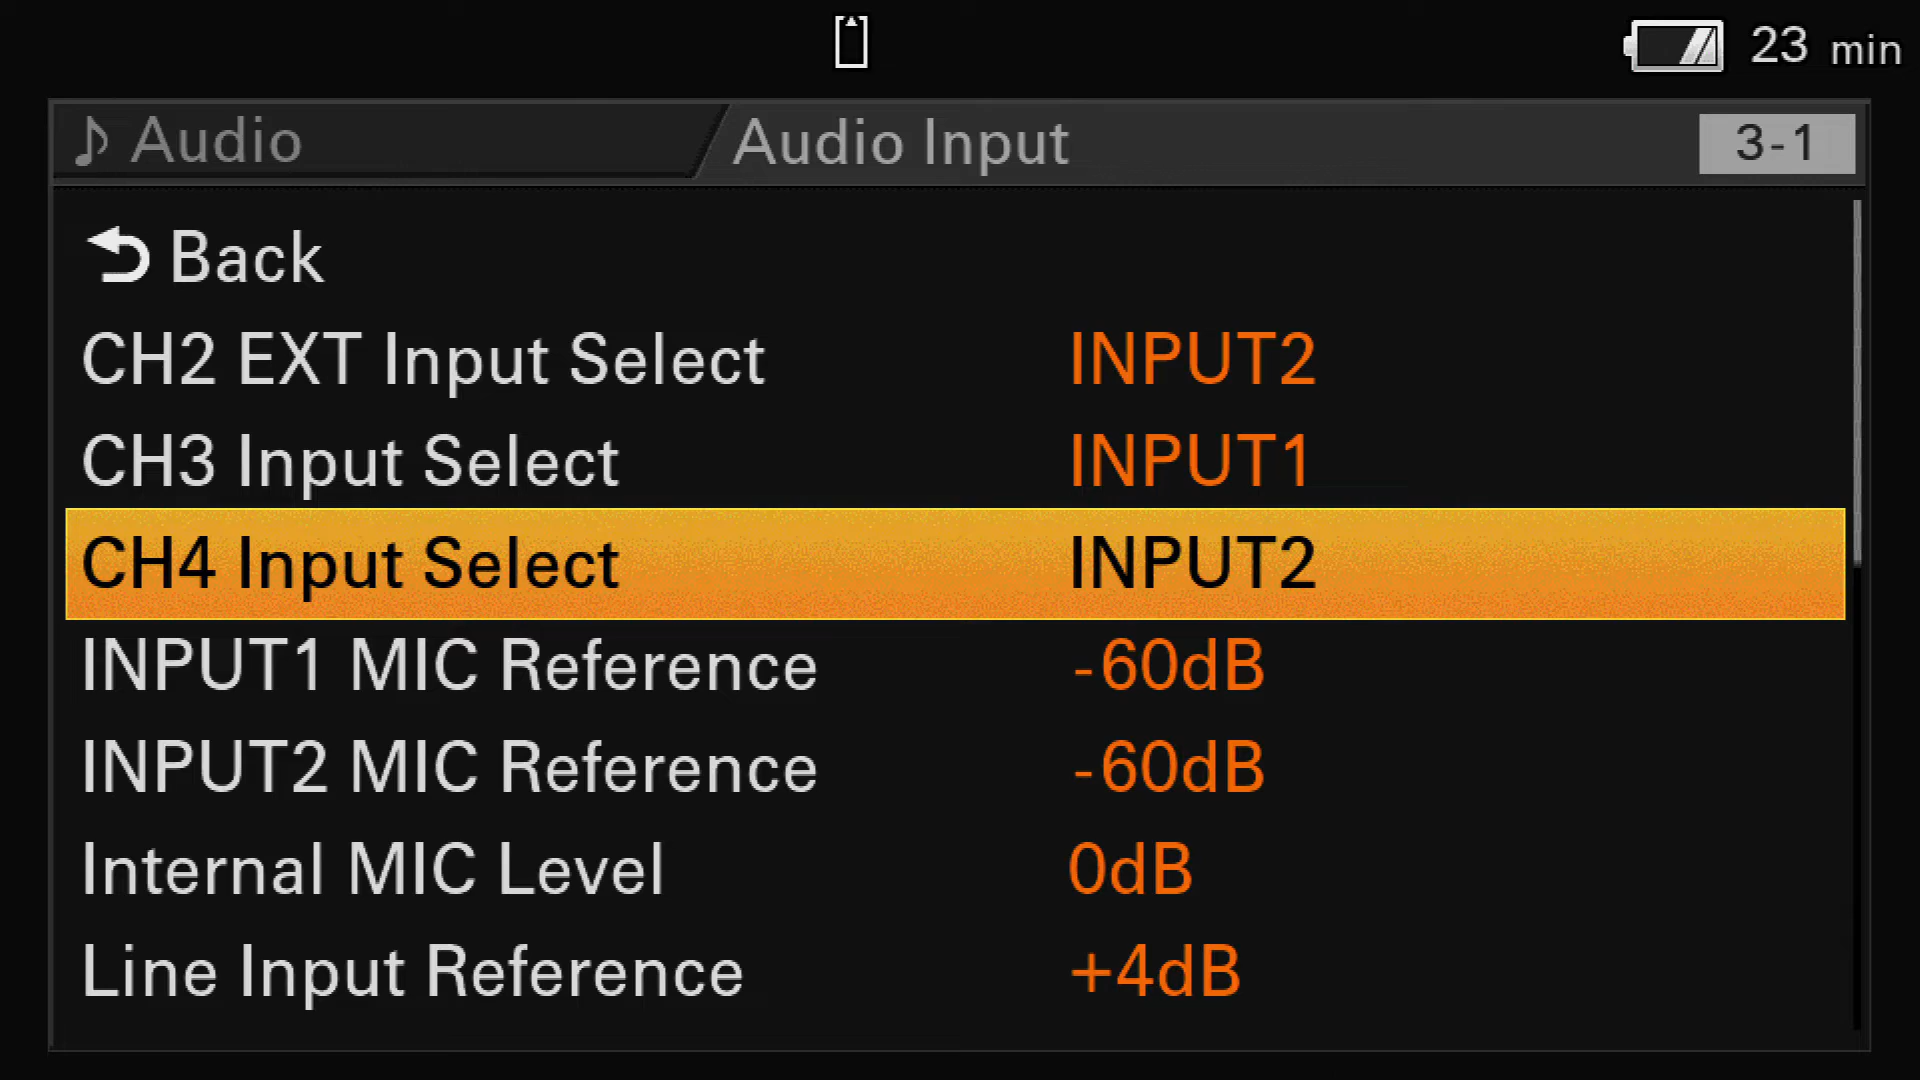 23 min
Audio Audio Input 3-1
Back
CH2 EXT Input Select INPUT2
CH3 Input Select INPUT1
CH4 Input Select INPUT2
INPUT1 MIC Reference -60dB
INPUT2 MIC Reference -60dB
Internal MIC Level 0dB
Line Input Reference +4dB